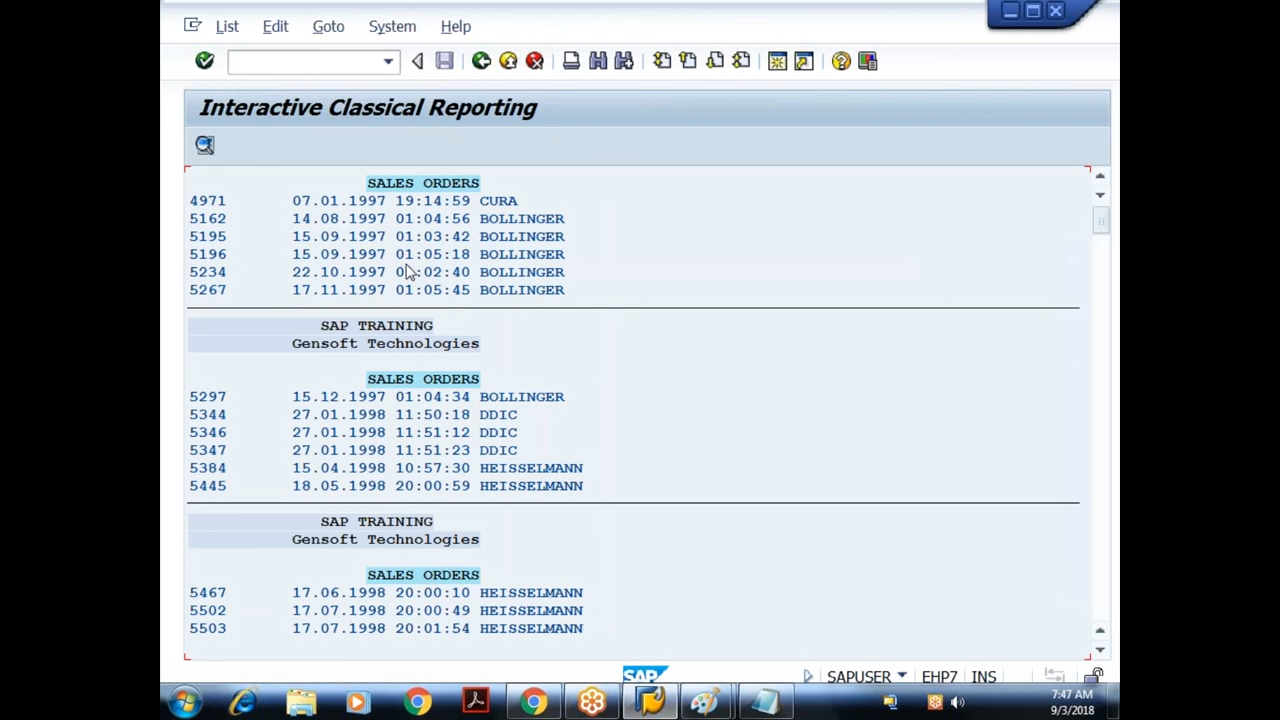 List Edit Goto System Help
Interactive Classical Reporting
SALES ORDERS
4971 07.01.1997 19:14:59 CURA
5162 14.08.1997 01:04:56 BOLLINGER
5195 15.09.1997 01:03:42 BOLLINGER
5196 15.09.1997 01:05:18 BOLLINGER
5234 22.10.1997 :02:40 BOLLINGER
5267 17.11.1997 01:05:45 BOLLINGER
SAP TRAINING
Gensoft Technologies
SALES ORDERS
5297 15.12.1997 01:04:34 BOLLINGER
5344 27.01.1998 11:50:18 DDIC
5346 27.01.1998 11:51:12 DDIC
5347 27.01.1998 11:51:23 DDIC
5384 15.04.1998 10:57:30 HEISSELMANN
5445 18.05.1998 20:00:59 HEISSELMANN
SAP TRAINING
Gensoft Technologies
SALES ORDERS
5467 17.06.1998 20:00:10 HEISSELMANN
5502 17.07.1998 20:00:49 HEISSELMANN
5503 17.07.1998 20:01:54 HEISSELMANN
SAP SAPUSER EHP7 INS
7:47 AM
9/3/2018